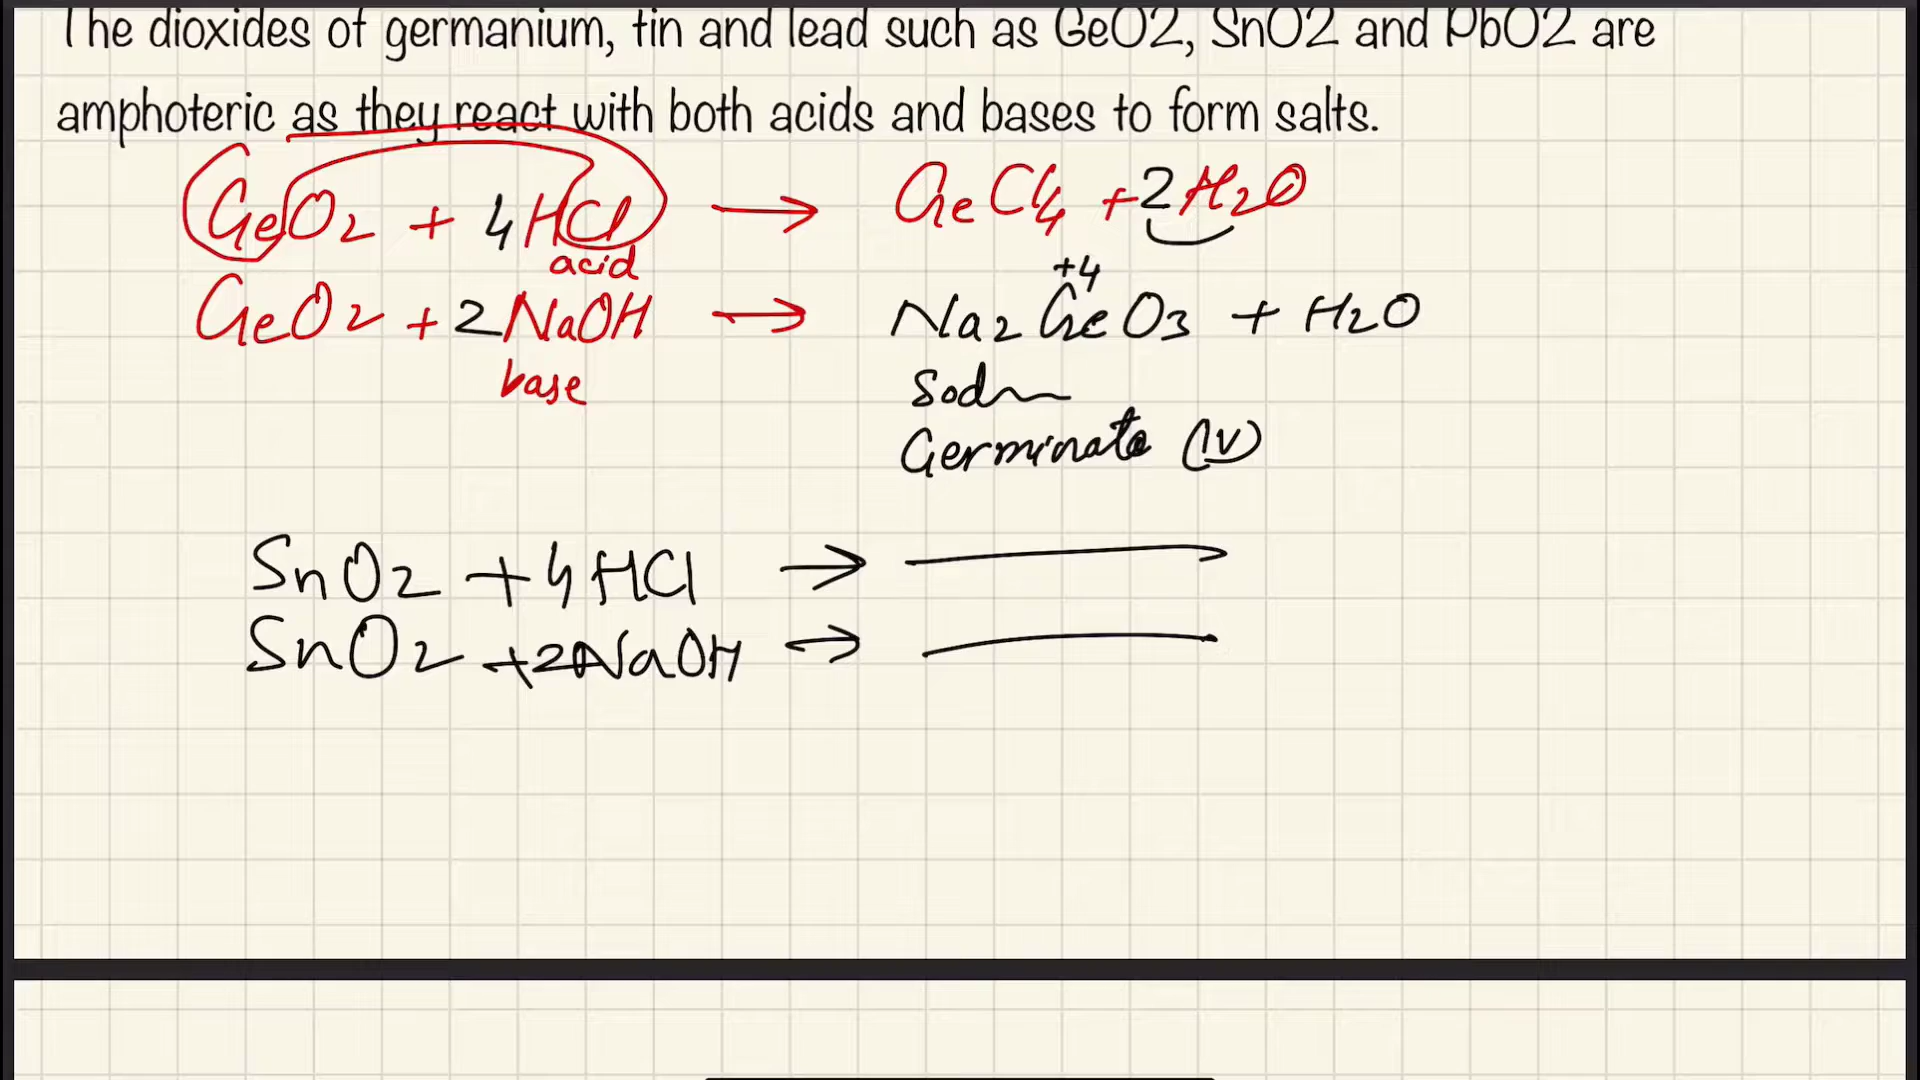 The dioxides of germanium, tin and lead such as GeO2, SnO2 and PbO2 are
amphoteric as they react with both acids and bases to form salts.
GeO2 + 4HCl → GeCl4 + 2H2O
acid
+4
GeO2 + 2NaOH → Na2GeO3 + H2O
base
Sod
Germinate (IV)
SnO2 + 4HCl →
SnO2 + 2NaOH →